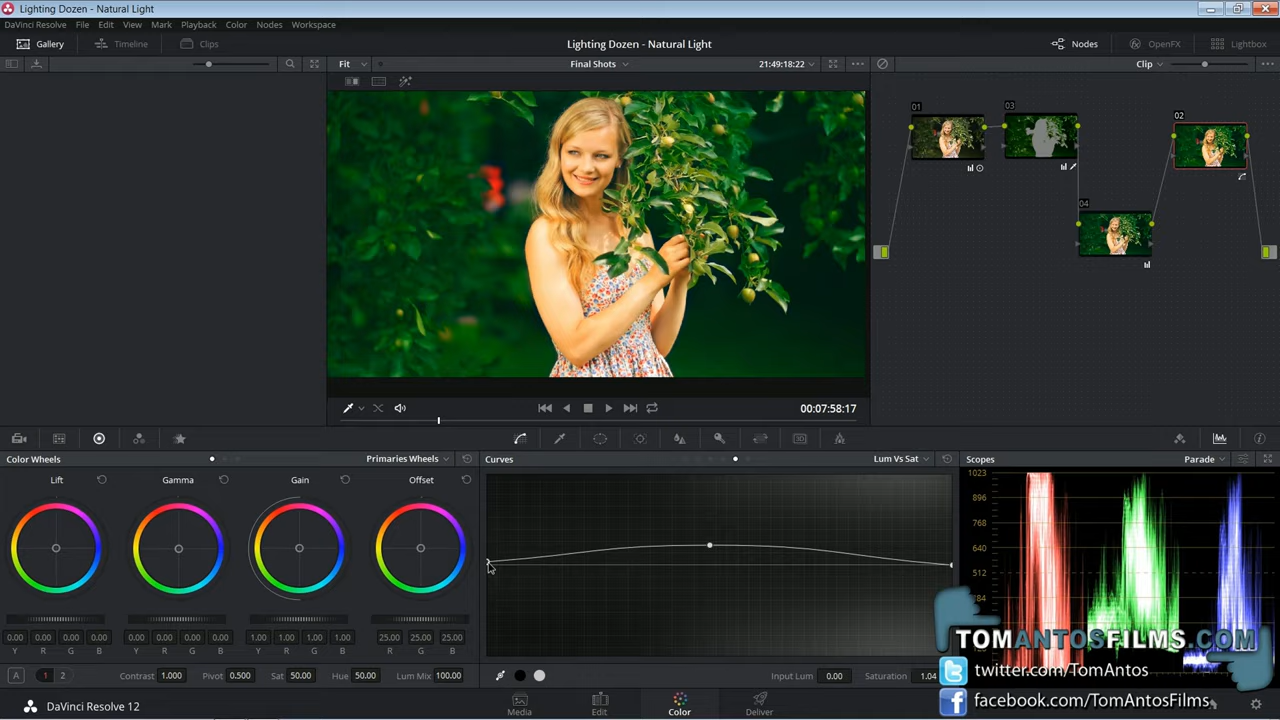 Lighting Dozen - Natural Light
DaVinci Resolve File Edit View Mark Playback Color Nodes Workspace
Gallery Timeline Clips Lighting Dozen - Natural Light Nodes OpenFX Lightbox
Fit Final Shots 21:49:18:22 Clip
01 03 02
04
00:07:58:17
Color Wheels Primaries Wheels Curves Lum Vs Sat Scopes Parade
Lift Gamma Gain Offset
1023
896
768
640
512
384
0.00 0.00 0.00 0.00 0.00 0.00 0.00 0.00 1.00 1.00 1.00 1.00 25.00 25.00 25.00
Y R G B Y R G B Y R G B R G B
A 1 2 Contrast 1.000 Pivot 0.500 Sat 50.00 Hue 50.00 Lum Mix 100.00 Input Lum 0.00 Saturation 1.04
TOMANTOSFILMS.COM
twitter.com/TomAntos
facebook.com/TomAntosFilms
DaVinci Resolve 12 Media Edit Color Deliver